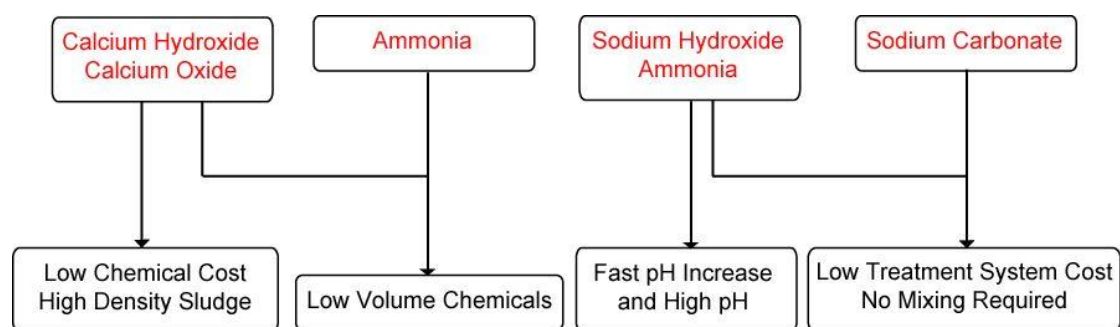 Calcium Hydroxide
Calcium Oxide
Ammonia
Sodium Hydroxide
Ammonia
Sodium Carbonate
Low Chemical Cost
High Density Sludge
Low Volume Chemicals
Fast pH Increase
and High pH
Low Treatment System Cost
No Mixing Required